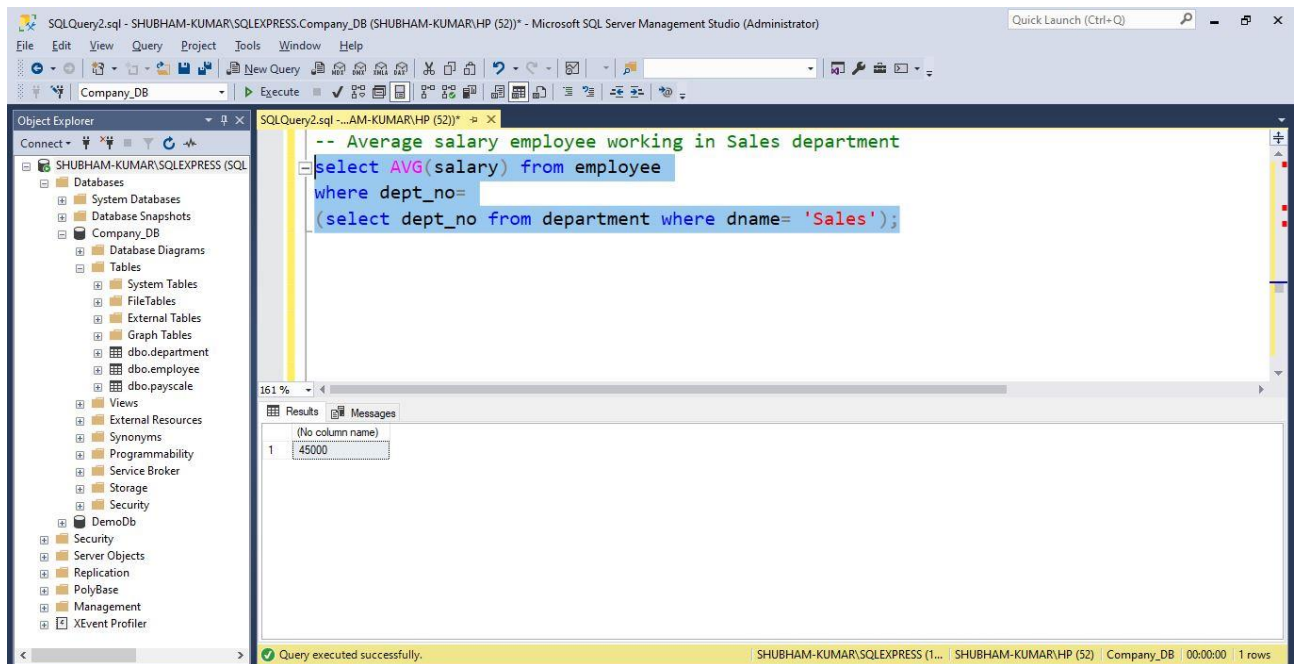 SQLQuery2.sql - SHUBHAM-KUMAR\SQLEXPRESS.Company_DB (SHUBHAM-KUMAR\HP (52))* - Microsoft SQL Server Management Studio (Administrator)
Quick Launch (Ctrl+Q)
File Edit View Query Project Tools Window Help
New Query
Company_DB
Execute
Object Explorer
Connect
SHUBHAM-KUMAR\SQLEXPRESS (SQL
Databases
System Databases
Database Snapshots
Company_DB
Database Diagrams
Tables
System Tables
FileTables
External Tables
Graph Tables
dbo.department
dbo.employee
dbo.payscale
Views
External Resources
Synonyms
Programmability
Service Broker
Storage
Security
DemoDb
Security
Server Objects
Replication
PolyBase
Management
XEvent Profiler
SQLQuery2.sql -...AM-KUMAR\HP (52))*
-- Average salary employee working in Sales department
select AVG(salary) from employee
where dept_no=
(select dept_no from department where dname= 'Sales');
161 %
Results Messages
(No column name)
1 45000
Query executed successfully.
SHUBHAM-KUMAR\SQLEXPRESS (1... SHUBHAM-KUMAR\HP (52) Company_DB 00:00:00 1 rows